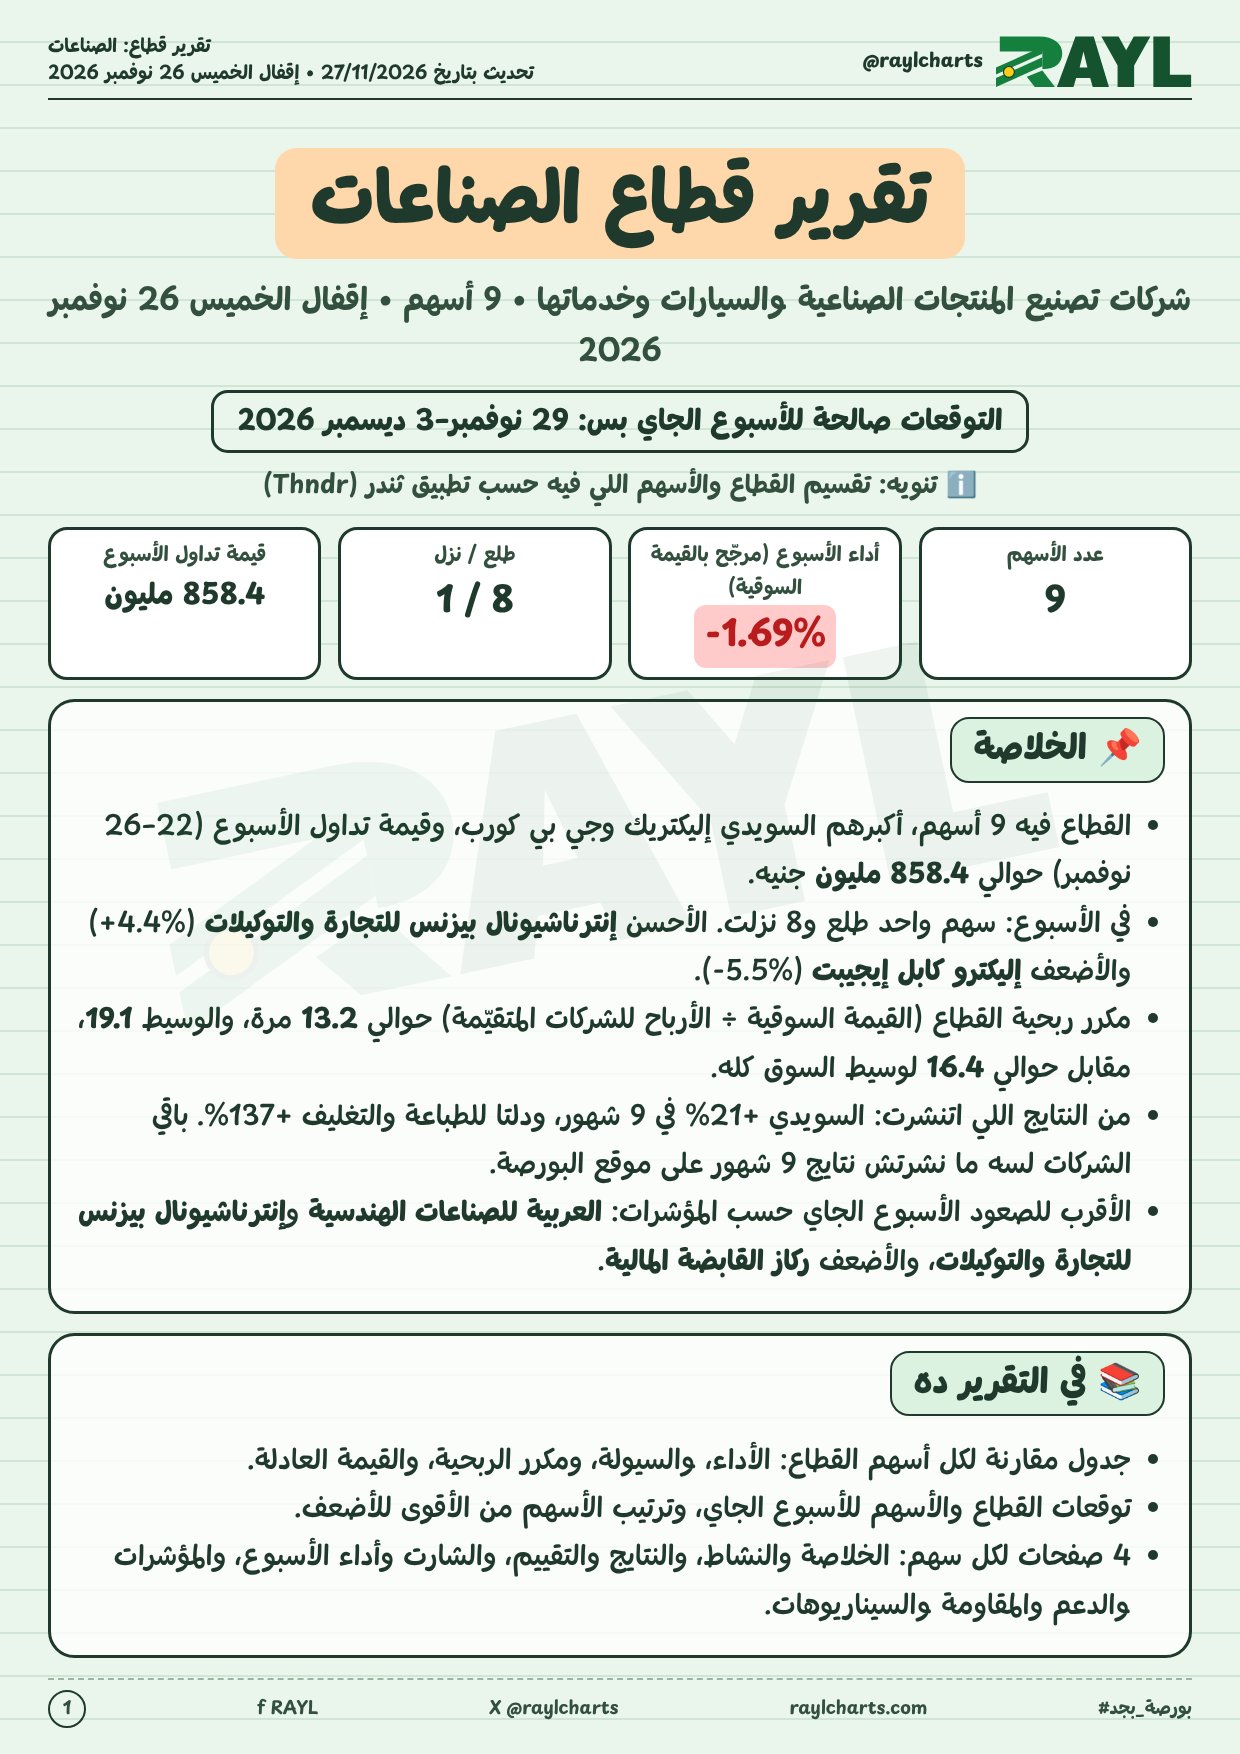 RAYL
@raylcharts
تقرير قطاع: الصناعات
تحديث بتاريخ 27/11/2026 • إقفال الخميس 26 نوفمبر 2026
تقرير قطاع الصناعات
شركات تصنيع المنتجات الصناعية والسيارات وخدماتها • 9 أسهم • إقفال الخميس 26 نوفمبر
2026
التوقعات صالحة للأسبوع الجاي بس: 29 نوفمبر–3 ديسمبر 2026
ℹ️ تنويه: تقسيم القطاع والأسهم اللي فيه حسب تطبيق ثندر (Thndr)
عدد الأسهم
9
أداء الأسبوع (مرجّح بالقيمة
السوقية)
-1.69%
طلع / نزل
1 / 8
قيمة تداول الأسبوع
858.4 مليون
📌 الخلاصة
• القطاع فيه 9 أسهم، أكبرهم السويدي إليكتريك وجي بي كورب، وقيمة تداول الأسبوع (22–26
نوفمبر) حوالي 858.4 مليون جنيه.
• في الأسبوع: سهم واحد طلع و8 نزلت. الأحسن إنترناشيونال بيزنس للتجارة والتوكيلات (+4.4%)
والأضعف إليكترو كابل إيجيبت (-5.5%).
• مكرر ربحية القطاع (القيمة السوقية ÷ الأرباح للشركات المتقيّمة) حوالي 13.2 مرة، والوسيط 19.1،
مقابل حوالي 16.4 لوسيط السوق كله.
• من النتايج اللي اتنشرت: السويدي +21% في 9 شهور، ودلتا للطباعة والتغليف +137%. باقي
الشركات لسه ما نشرتش نتايج 9 شهور على موقع البورصة.
• الأقرب للصعود الأسبوع الجاي حسب المؤشرات: العربية للصناعات الهندسية وإنترناشيونال بيزنس
للتجارة والتوكيلات، والأضعف ركاز القابضة المالية.
📚 في التقرير ده
• جدول مقارنة لكل أسهم القطاع: الأداء، والسيولة، ومكرر الربحية، والقيمة العادلة.
• توقعات القطاع والأسهم للأسبوع الجاي، وترتيب الأسهم من الأقوى للأضعف.
• 4 صفحات لكل سهم: الخلاصة والنشاط، والنتايج والتقييم، والشارت وأداء الأسبوع، والمؤشرات
والدعم والمقاومة والسيناريوهات.
#بورصة_بجد
raylcharts.com
X @raylcharts
f RAYL
1